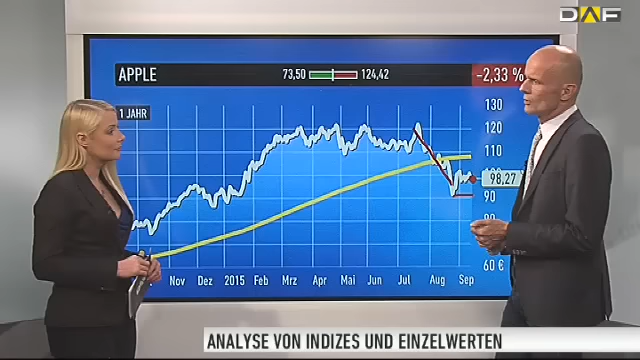 DAF
APPLE 73,50 124,42 -2,33 %
1 JAHR
130
120
110
98,27
90
60 €
Nov Dez 2015 Feb Mrz Apr Mai Jun Jul Aug Sep
ANALYSE VON INDIZES UND EINZELWERTEN